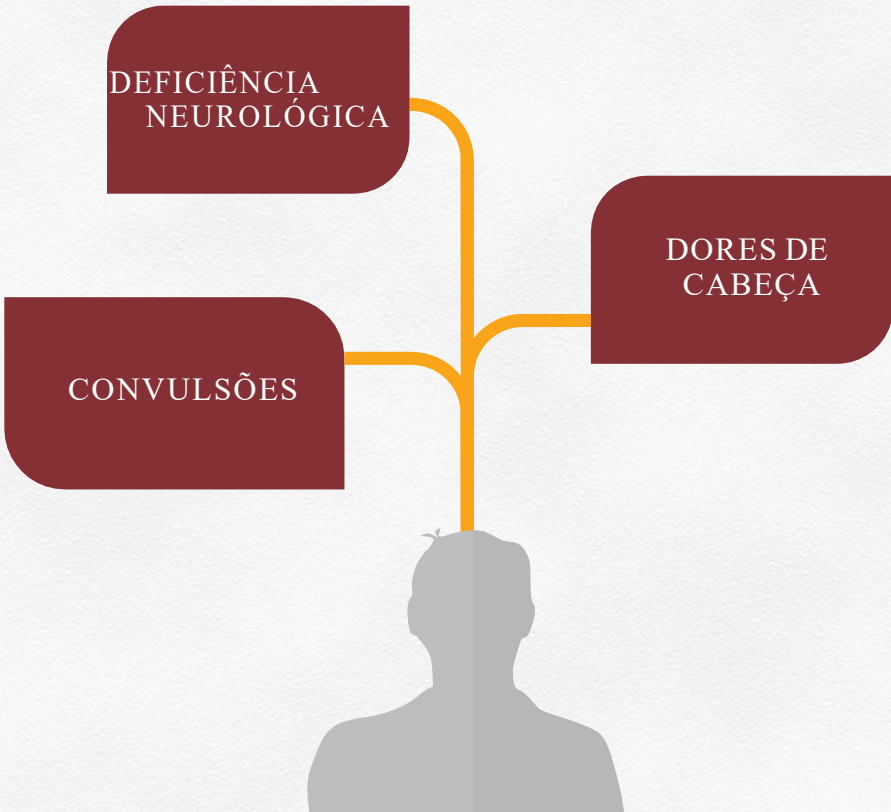 DEFICIÊNCIA
NEUROLÓGICA
DORES DE
CABEÇA
CONVULSÕES